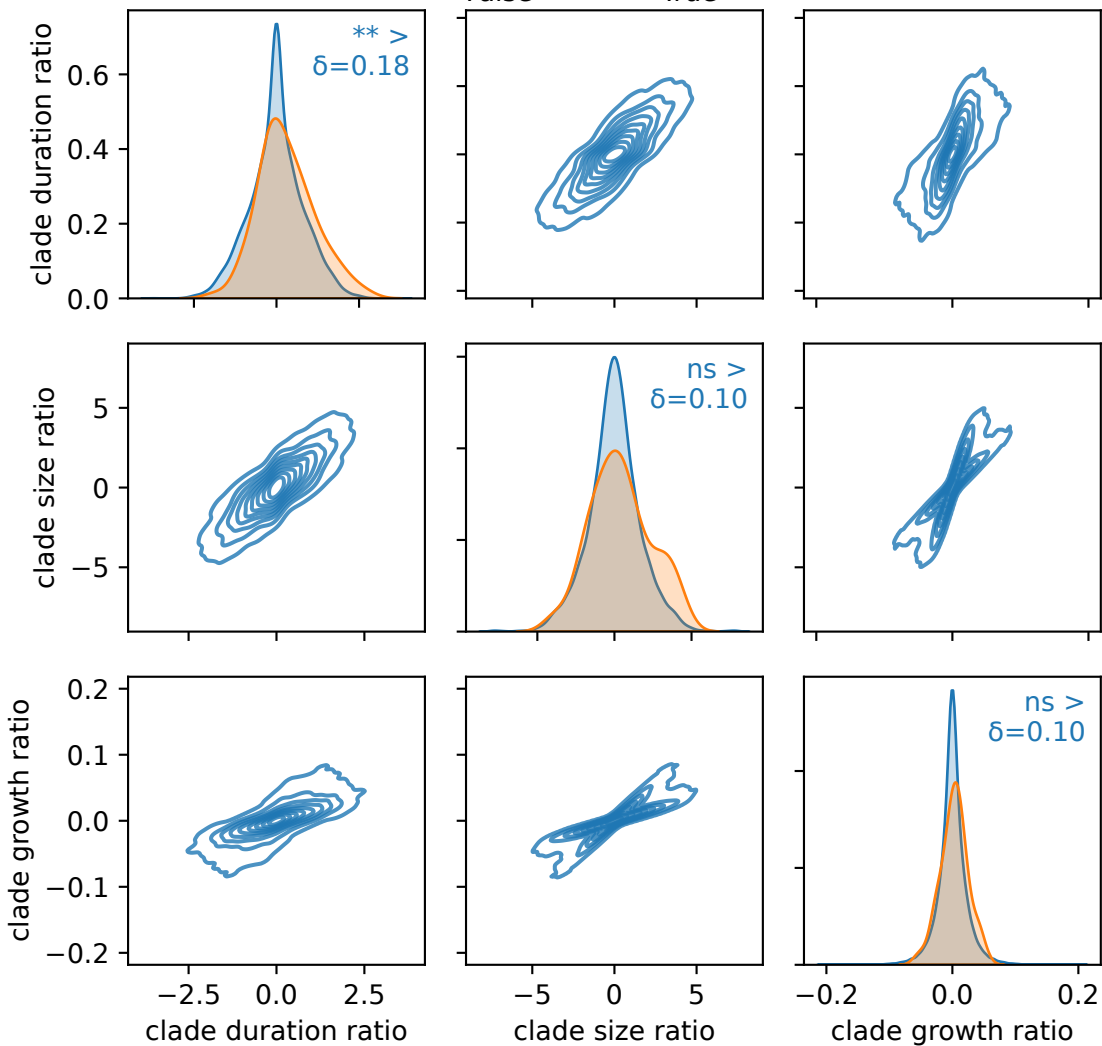 ** >
δ=0.18
clade duration ratio
0.6
0.4
0.2
0.0
ns >
δ=0.10
clade size ratio
5
0
−5
ns >
δ=0.10
clade growth ratio
0.2
0.1
0.0
−0.1
−0.2
−2.5 0.0 2.5
−5 0 5
−0.2 0.0 0.2
clade duration ratio
clade size ratio
clade growth ratio